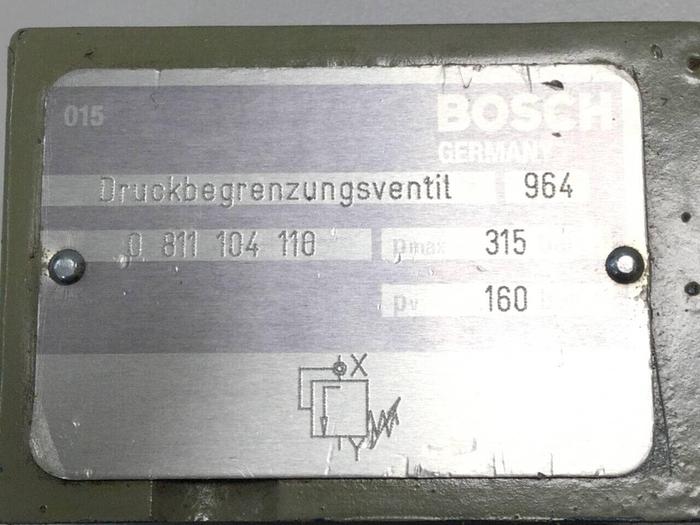 015
BOSCH
GERMANY
Druckbegrenzungsventil 964
0 811 104 118 pmax 315
pv 160
X
Y